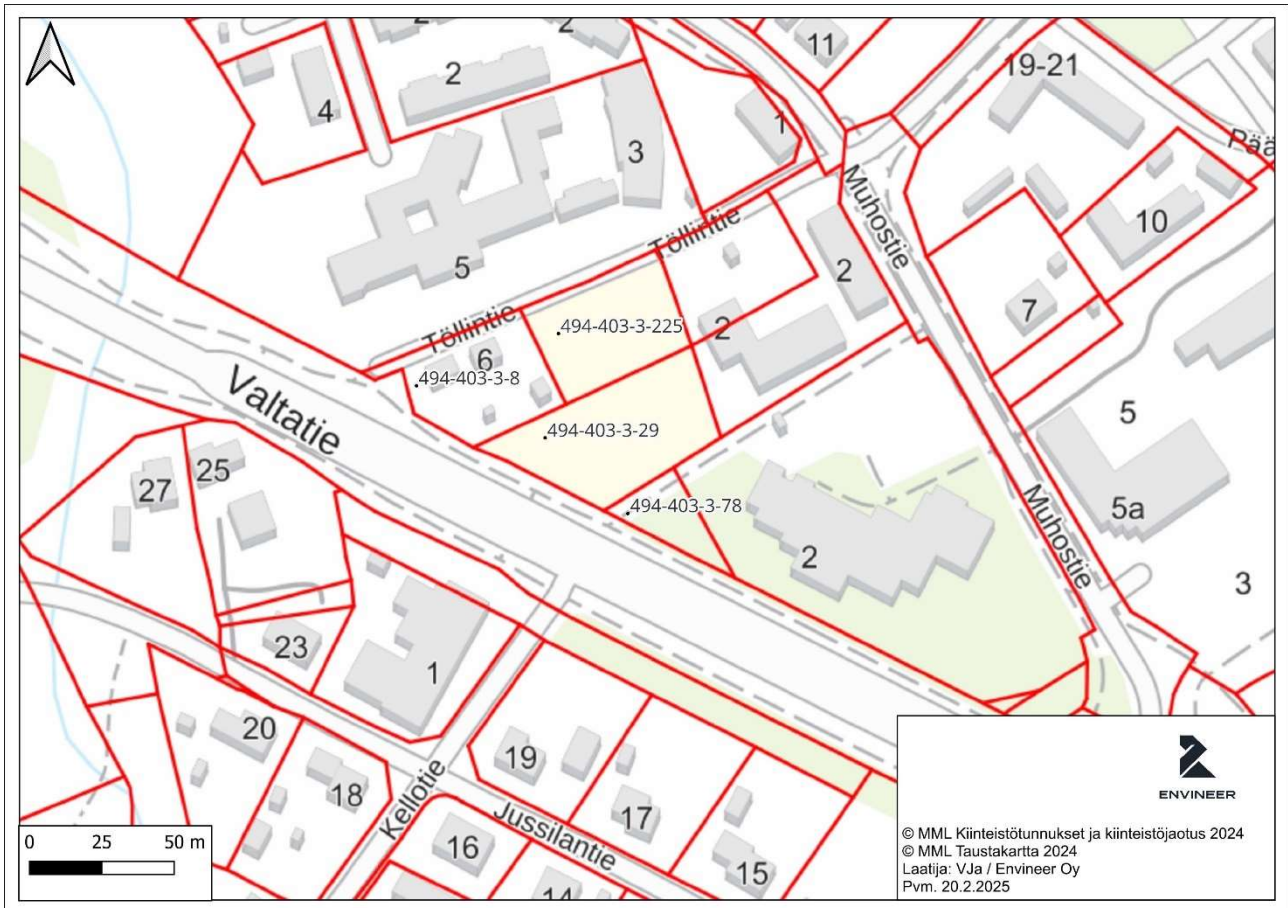 2
2
11
19-21
4
2
1
3
Pää
Muhostie
10
Töllintie
5
2
7
494-403-3-225
2
Töllintie
6
494-403-3-8
Valtatie
494-403-3-29
5
25
27
494-403-3-78
5a
Muhostie
2
3
23
1
20
19
18
Kellotie
17
Jussilantie
16
15
14
0 25 50 m
ENVINEER
© MML Kiinteistötunnukset ja kiinteistöjaotus 2024
© MML Taustakartta 2024
Laatija: VJa / Envineer Oy
Pvm. 20.2.2025